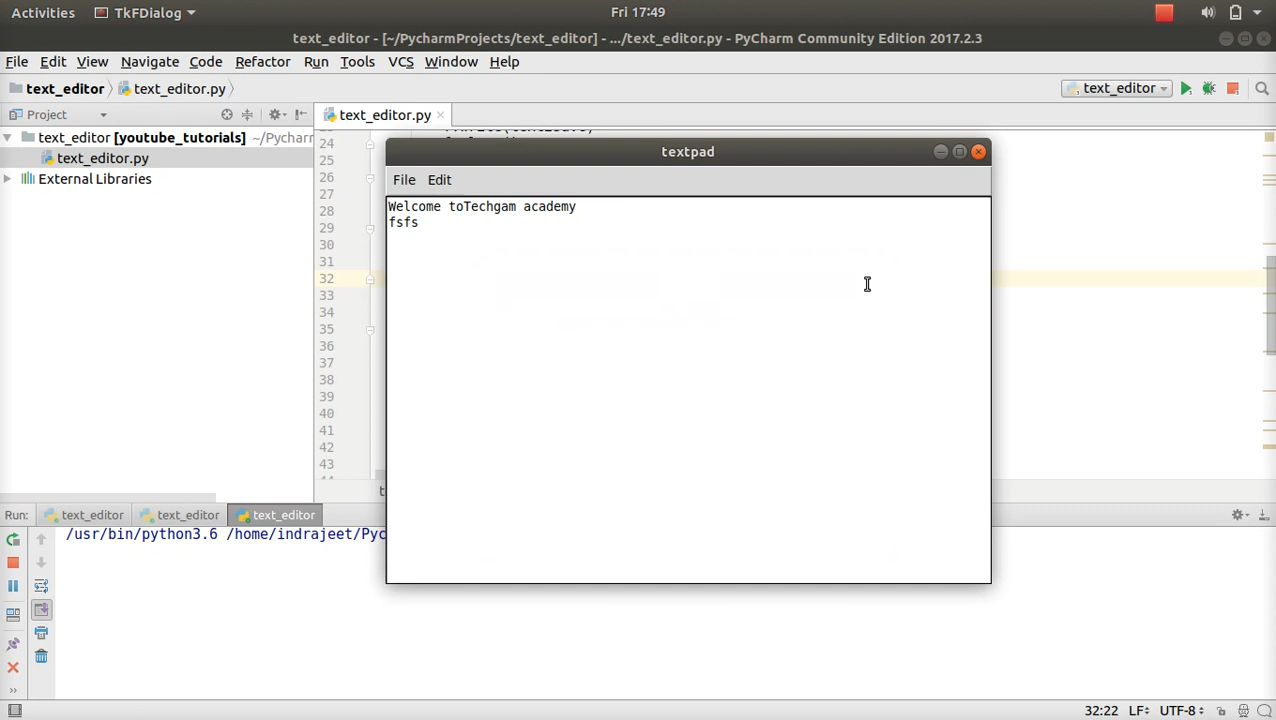 Activities TkFDialog Fri 17:49
text_editor - [~/PycharmProjects/text_editor] - .../text_editor.py - PyCharm Community Edition 2017.2.3
File Edit View Navigate Code Refactor Run Tools VCS Window Help
text_editor text_editor.py text_editor
Project text_editor.py
text_editor [youtube_tutorials] ~/Pycharm
text_editor.py
External Libraries
24
25
26
27
28
29
30
31
32
33
34
35
36
37
38
39
40
41
42
43
textpad
File Edit
Welcome toTechgam academy
fsfs
Run: text_editor text_editor text_editor
/usr/bin/python3.6 /home/indrajeet/Pyc
32:22 LF÷ UTF-8÷